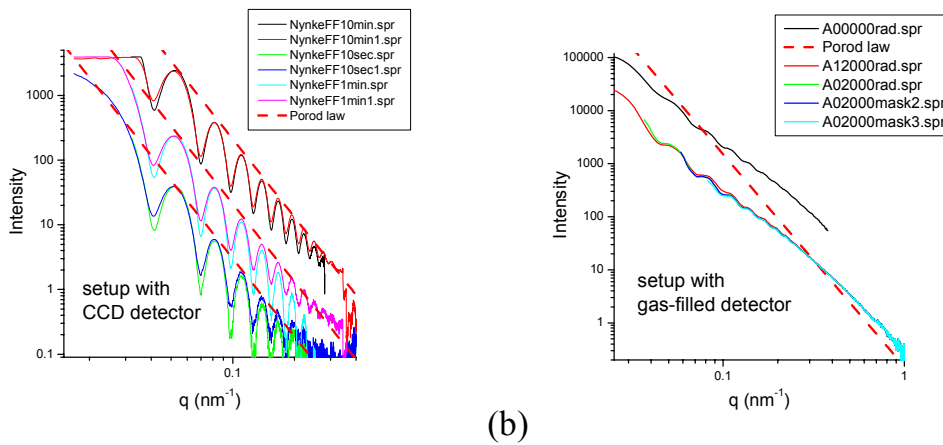 NynkeFF10min.spr
NynkeFF10min1.spr
NynkeFF10sec.spr
NynkeFF10sec1.spr
NynkeFF1min.spr
NynkeFF1min1.spr
Porod law
1000
100
10
1
0.1
Intensity
setup with
CCD detector
0.1
q (nm⁻¹)
(b)
A00000rad.spr
Porod law
A12000rad.spr
A02000rad.spr
A02000mask2.spr
A02000mask3.spr
100000
10000
1000
100
10
1
Intensity
setup with
gas-filled detector
0.1 1
q (nm⁻¹)